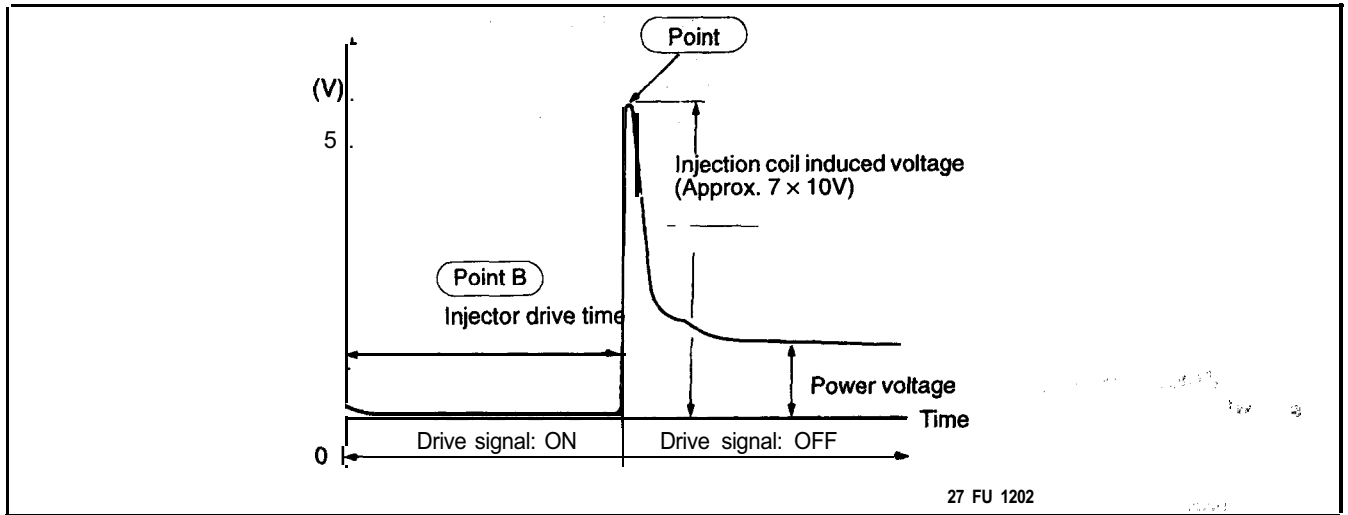 Point
(V)
5
Injection coil induced voltage
(Approx. 7 × 10V)
Point B
Injector drive time
Power voltage
Time
Drive signal: ON Drive signal: OFF
0
27 FU 1202